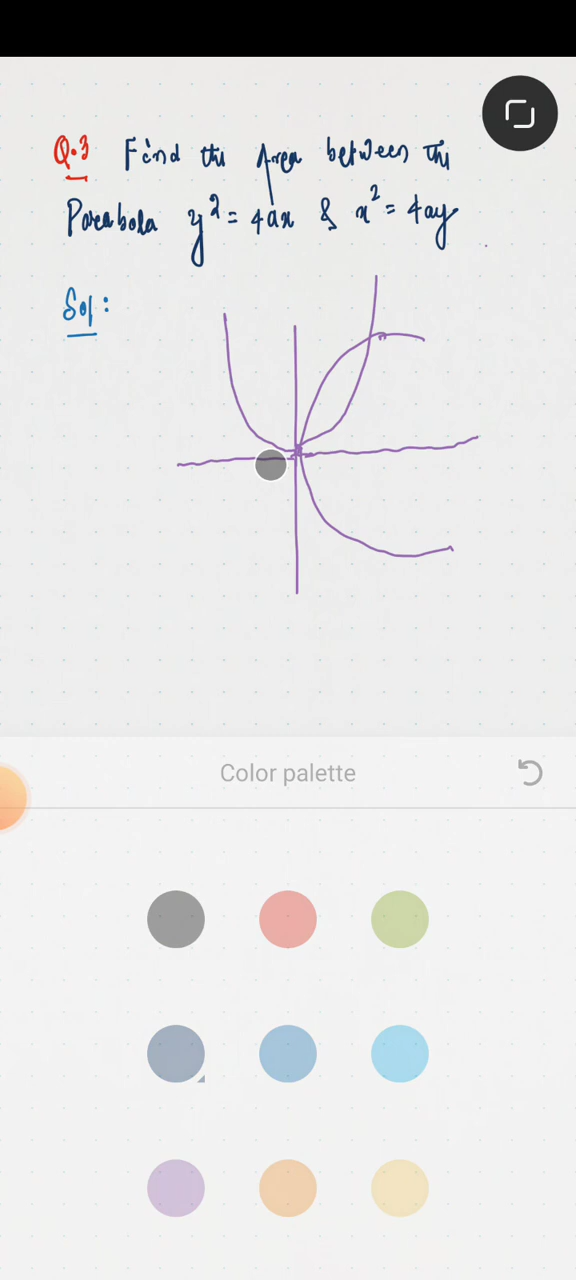 Q.3 Find the Area between the
Parabola y² = 4ax & x² = 4ay
Sol:
Color palette